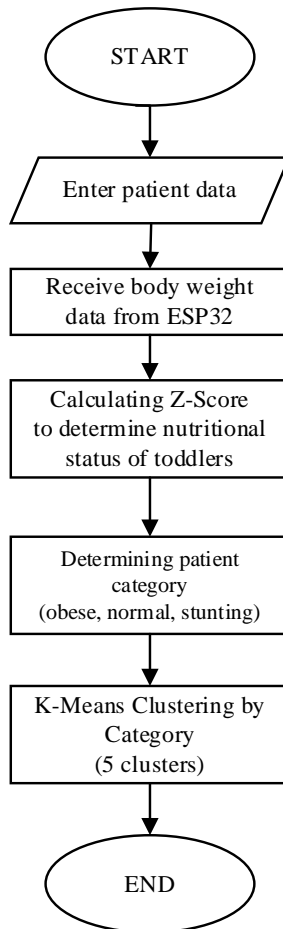 START
Enter patient data
Receive body weight
data from ESP32
Calculating Z-Score
to determine nutritional
status of toddlers
Determining patient
category
(obese, normal, stunting)
K-Means Clustering by
Category
(5 clusters)
END